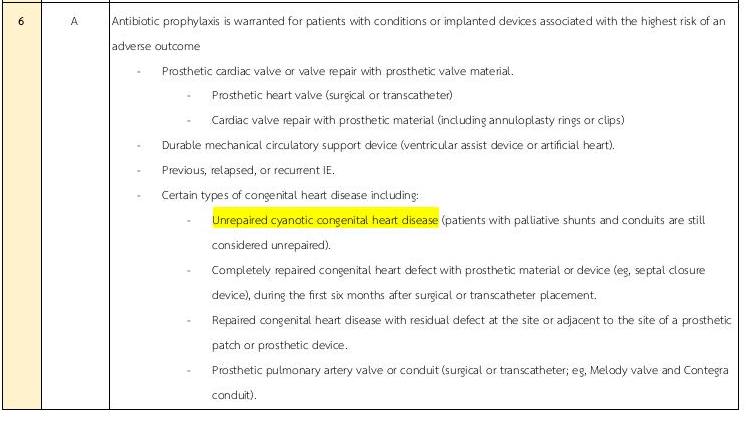 6 A Antibiotic prophylaxis is warranted for patients with conditions or implanted devices associated with the highest risk of an
adverse outcome
- Prosthetic cardiac valve or valve repair with prosthetic valve material.
- Prosthetic heart valve (surgical or transcatheter)
- Cardiac valve repair with prosthetic material (including annuloplasty rings or clips)
- Durable mechanical circulatory support device (ventricular assist device or artificial heart).
- Previous, relapsed, or recurrent IE.
- Certain types of congenital heart disease including:
- Unrepaired cyanotic congenital heart disease (patients with palliative shunts and conduits are still
considered unrepaired).
- Completely repaired congenital heart defect with prosthetic material or device (eg, septal closure
device), during the first six months after surgical or transcatheter placement.
- Repaired congenital heart disease with residual defect at the site or adjacent to the site of a prosthetic
patch or prosthetic device.
- Prosthetic pulmonary artery valve or conduit (surgical or transcatheter; eg, Melody valve and Contegra
conduit).